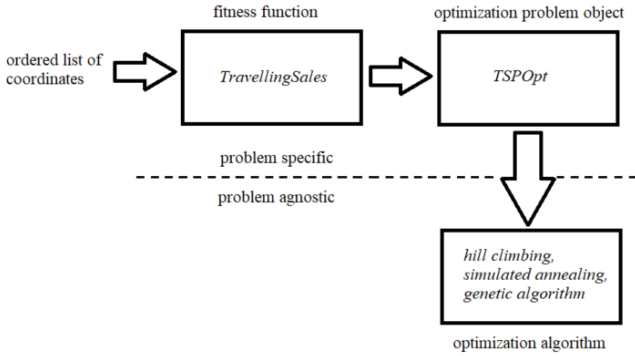 fitness function
optimization problem object
ordered list of
coordinates
TravellingSales
TSPOpt
problem specific
problem agnostic
hill climbing,
simulated annealing,
genetic algorithm
optimization algorithm